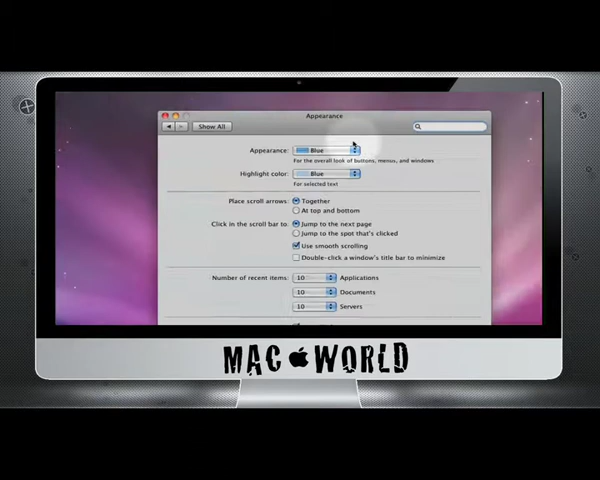 Appearance
Show All
Appearance: Blue
For the overall look of buttons, menus, and windows
Highlight color: Blue
For selected text
Place scroll arrows: Together
At top and bottom
Click in the scroll bar to: Jump to the next page
Jump to the spot that's clicked
Use smooth scrolling
Double-click a window's title bar to minimize
Number of recent items: 10 Applications
10 Documents
10 Servers
MAC WORLD